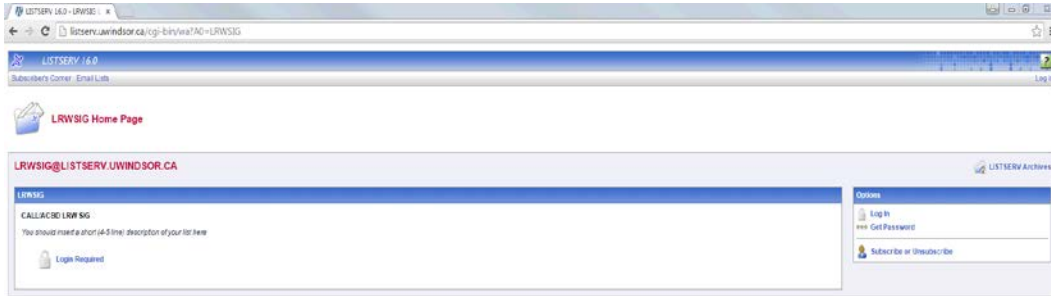 LISTSERV 16.0 - LRWSIG
listserv.uwindsor.ca/cgi-bin/wa?A0=LRWSIG
LISTSERV 16.0
Subscriber's Corner Email Lists
Log In
LRWSIG Home Page
LRWSIG@LISTSERV.UWINDSOR.CA
LISTSERV Archives
LRWSIG
Options
CALL/ACBD LRW SIG
You should insert a short (4-5 line) description of your list here
Login Required
Log In
Get Password
Subscribe or Unsubscribe